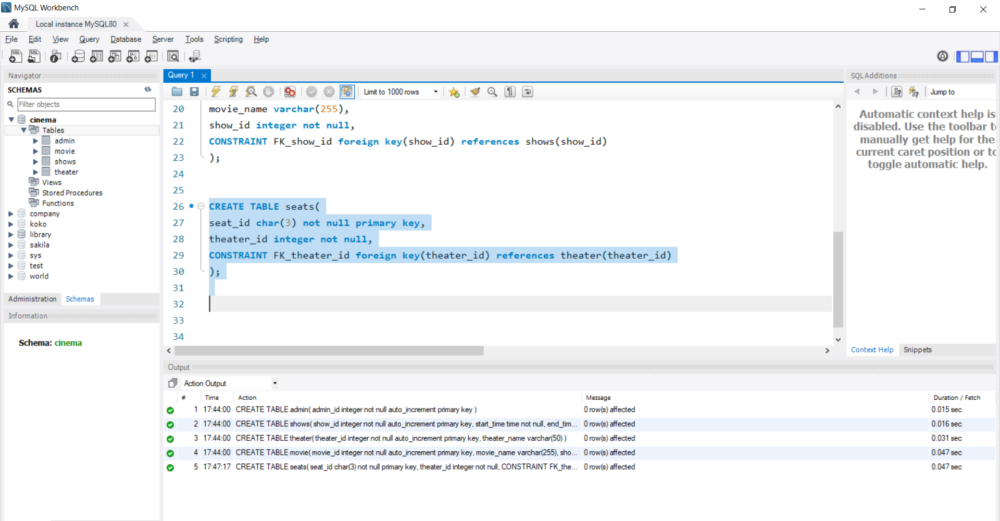 MySQL Workbench
Local instance MySQL80
File Edit View Query Database Server Tools Scripting Help
Navigator
SCHEMAS
Filter objects
cinema
Tables
admin
movie
shows
theater
Views
Stored Procedures
Functions
company
koko
library
sakila
sys
test
world
Administration Schemas
Information
Schema: cinema
Query 1
Limit to 1000 rows
20 movie_name varchar(255),
21 show_id integer not null,
22 CONSTRAINT FK_show_id foreign key(show_id) references shows(show_id)
23 );
24
25
26 CREATE TABLE seats(
27 seat_id char(3) not null primary key,
28 theater_id integer not null,
29 CONSTRAINT FK_theater_id foreign key(theater_id) references theater(theater_id)
30 );
31
32
33
34
SQLAdditions
Jump to
Automatic context help is
disabled. Use the toolbar t
manually get help for the
current caret position or to
toggle automatic help.
Context Help Snippets
Output
Action Output
# Time Action Message Duration / Fetch
1 17:44:00 CREATE TABLE admin( admin_id integer not null auto_increment primary key ) 0 row(s) affected 0.015 sec
2 17:44:00 CREATE TABLE shows( show_id integer not null auto_increment primary key, start_time time not null, end_tim... 0 row(s) affected 0.016 sec
3 17:44:00 CREATE TABLE theater( theater_id integer not null auto_increment primary key, theater_name varchar(50) ) 0 row(s) affected 0.031 sec
4 17:44:00 CREATE TABLE movie( movie_id integer not null auto_increment primary key, movie_name varchar(255), sho... 0 row(s) affected 0.047 sec
5 17:47:17 CREATE TABLE seats( seat_id char(3) not null primary key, theater_id integer not null, CONSTRAINT FK_the... 0 row(s) affected 0.047 sec